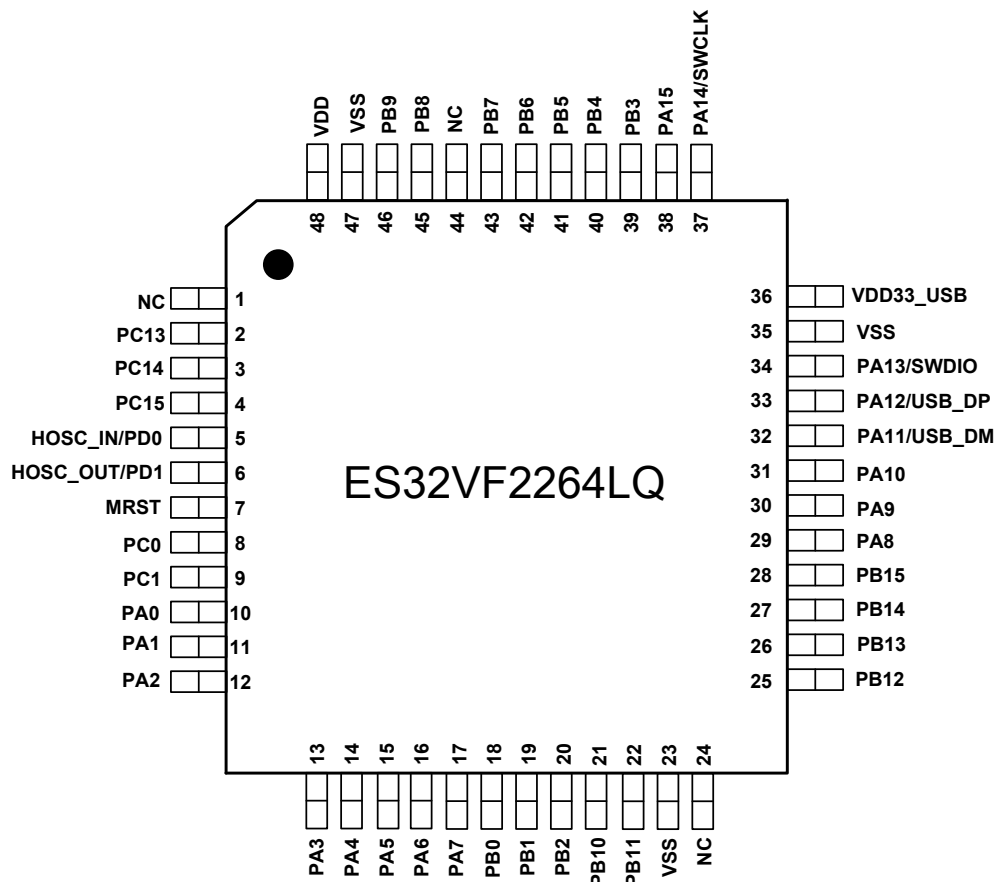 VDD
VSS
PB9
PB8
NC
PB7
PB6
PB5
PB4
PB3
PA15
PA14/SWCLK
48
47
46
45
44
43
42
41
40
39
38
37
NC 1
PC13 2
PC14 3
PC15 4
HOSC_IN/PD0 5
HOSC_OUT/PD1 6
MRST 7
PC0 8
PC1 9
PA0 10
PA1 11
PA2 12
ES32VF2264LQ
36 VDD33_USB
35 VSS
34 PA13/SWDIO
33 PA12/USB_DP
32 PA11/USB_DM
31 PA10
30 PA9
29 PA8
28 PB15
27 PB14
26 PB13
25 PB12
13
14
15
16
17
18
19
20
21
22
23
24
PA3
PA4
PA5
PA6
PA7
PB0
PB1
PB2
PB10
PB11
VSS
NC